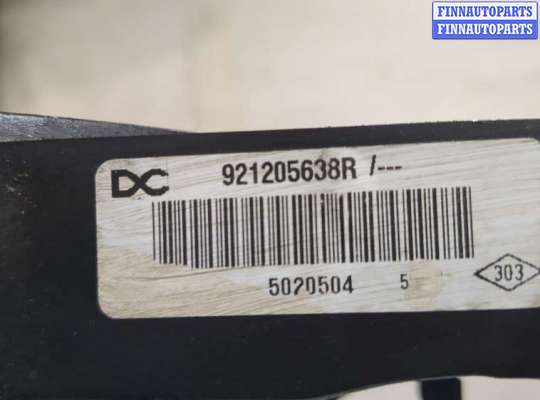 FINNAUTOPARTS
FINNAUTOPARTS
DC 921205638R /---
5020504 5
303